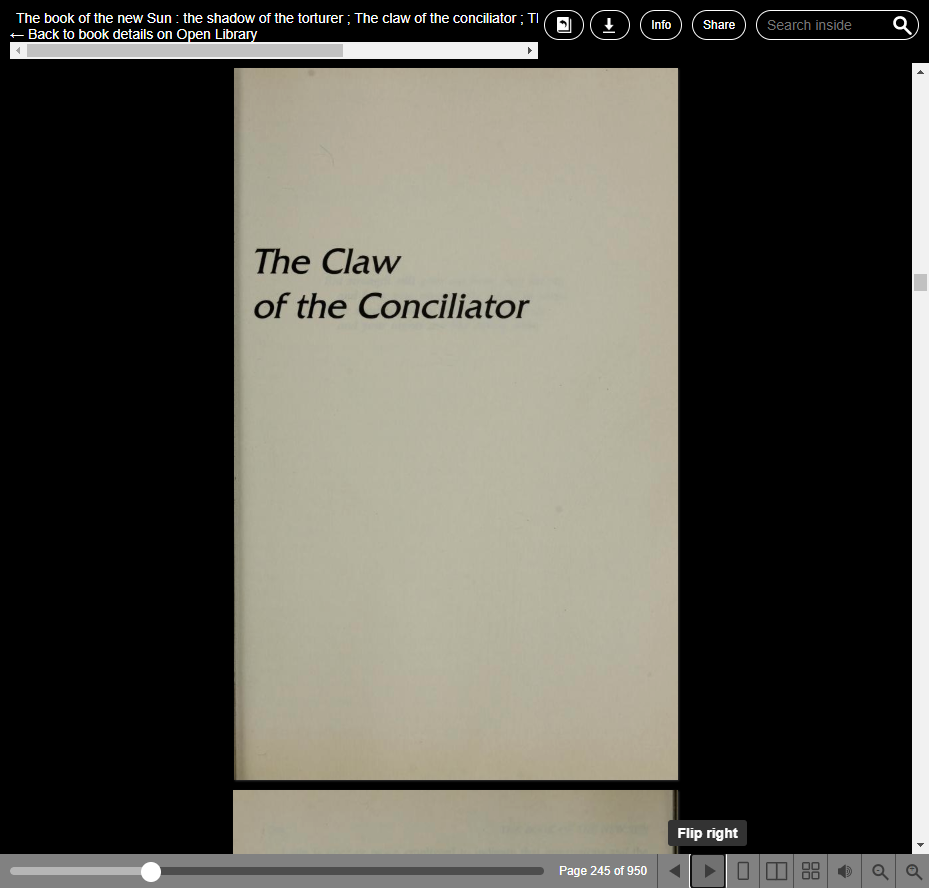 The book of the new Sun : the shadow of the torturer ; The claw of the conciliator ; Tl
← Back to book details on Open Library
Info
Share
Search inside
The Claw
of the Conciliator
Flip right
Page 245 of 950